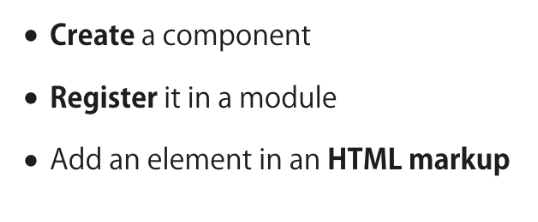 • Create a component
• Register it in a module
• Add an element in an HTML markup